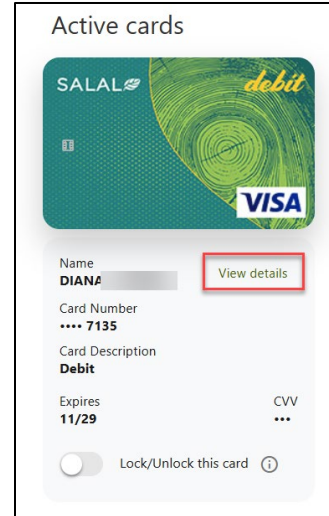 Active cards
SALAL
debit
VISA
Name
DIANA
View details
Card Number
•••• 7135
Card Description
Debit
Expires
CVV
11/29
•••
Lock/Unlock this card